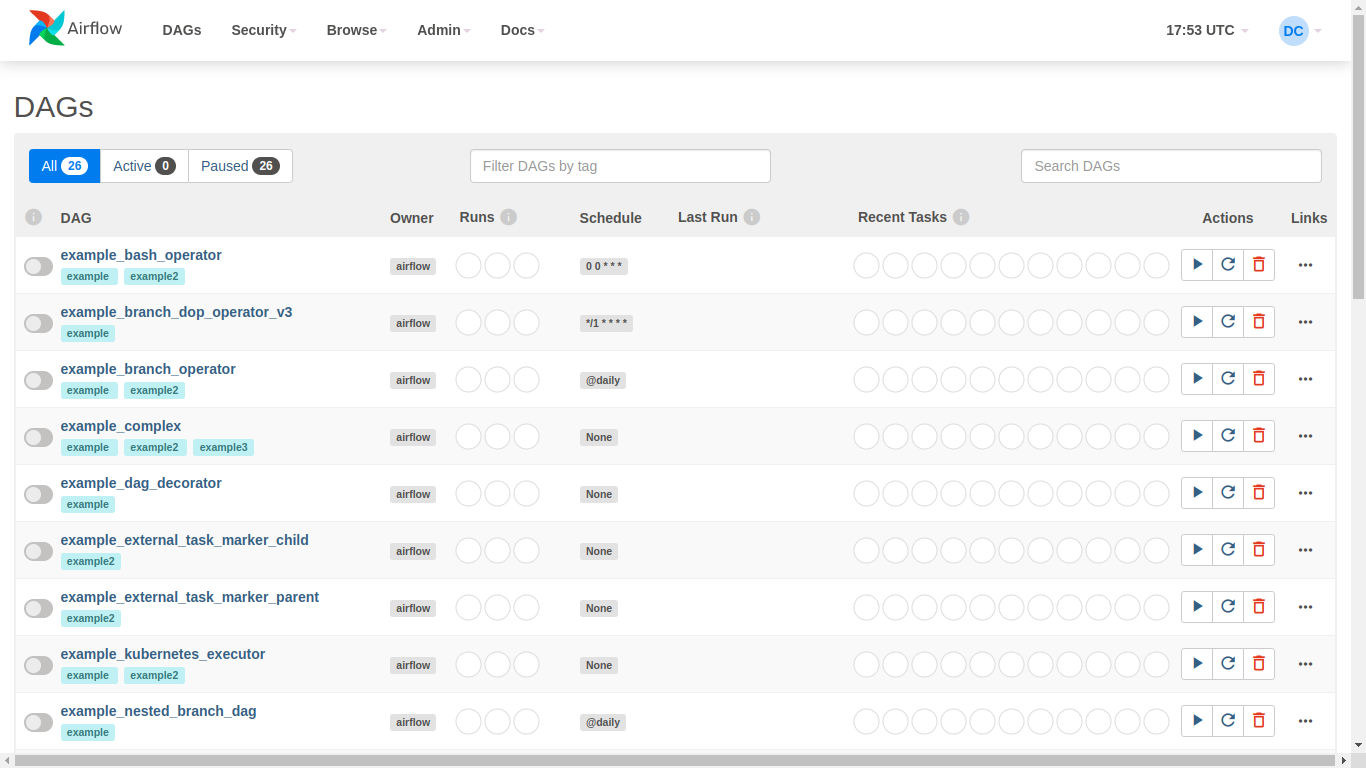 Airflow DAGs Security Browse Admin Docs 17:53 UTC DC
DAGs
All 26 Active 0 Paused 26 Filter DAGs by tag Search DAGs
DAG Owner Runs Schedule Last Run Recent Tasks Actions Links
example_bash_operator
airflow 0 0 * * *
example example2
example_branch_dop_operator_v3
airflow */1 * * * *
example
example_branch_operator
airflow @daily
example example2
example_complex
airflow None
example example2 example3
example_dag_decorator
airflow None
example
example_external_task_marker_child
airflow None
example2
example_external_task_marker_parent
airflow None
example2
example_kubernetes_executor
airflow None
example example2
example_nested_branch_dag
airflow @daily
example